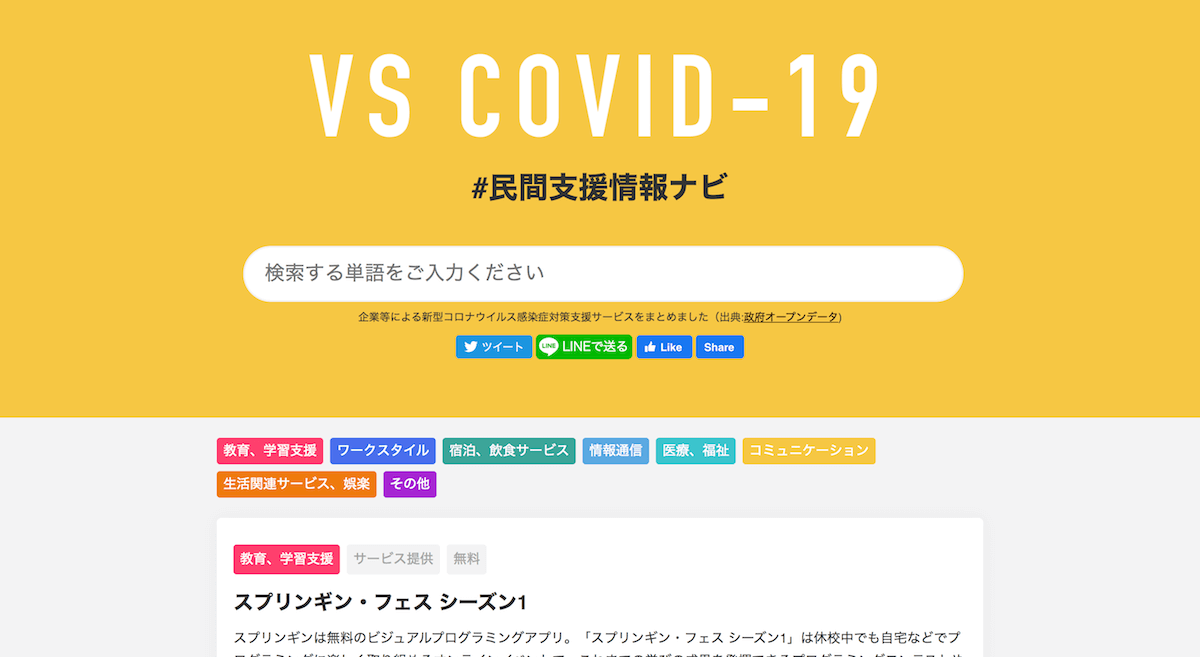 VS COVID-19
#民間支援情報ナビ
検索する単語をご入力ください
企業等による新型コロナウイルス感染症対策支援サービスをまとめました（出典:政府オープンデータ)
ツイート LINE LINEで送る Like Share
教育、学習支援 ワークスタイル 宿泊、飲食サービス 情報通信 医療、福祉 コミュニケーション
生活関連サービス、娯楽 その他
教育、学習支援 サービス提供 無料
スプリンギン・フェス シーズン1
スプリンギンは無料のビジュアルプログラミングアプリ。「スプリンギン・フェス シーズン1」は休校中でも自宅などでプ